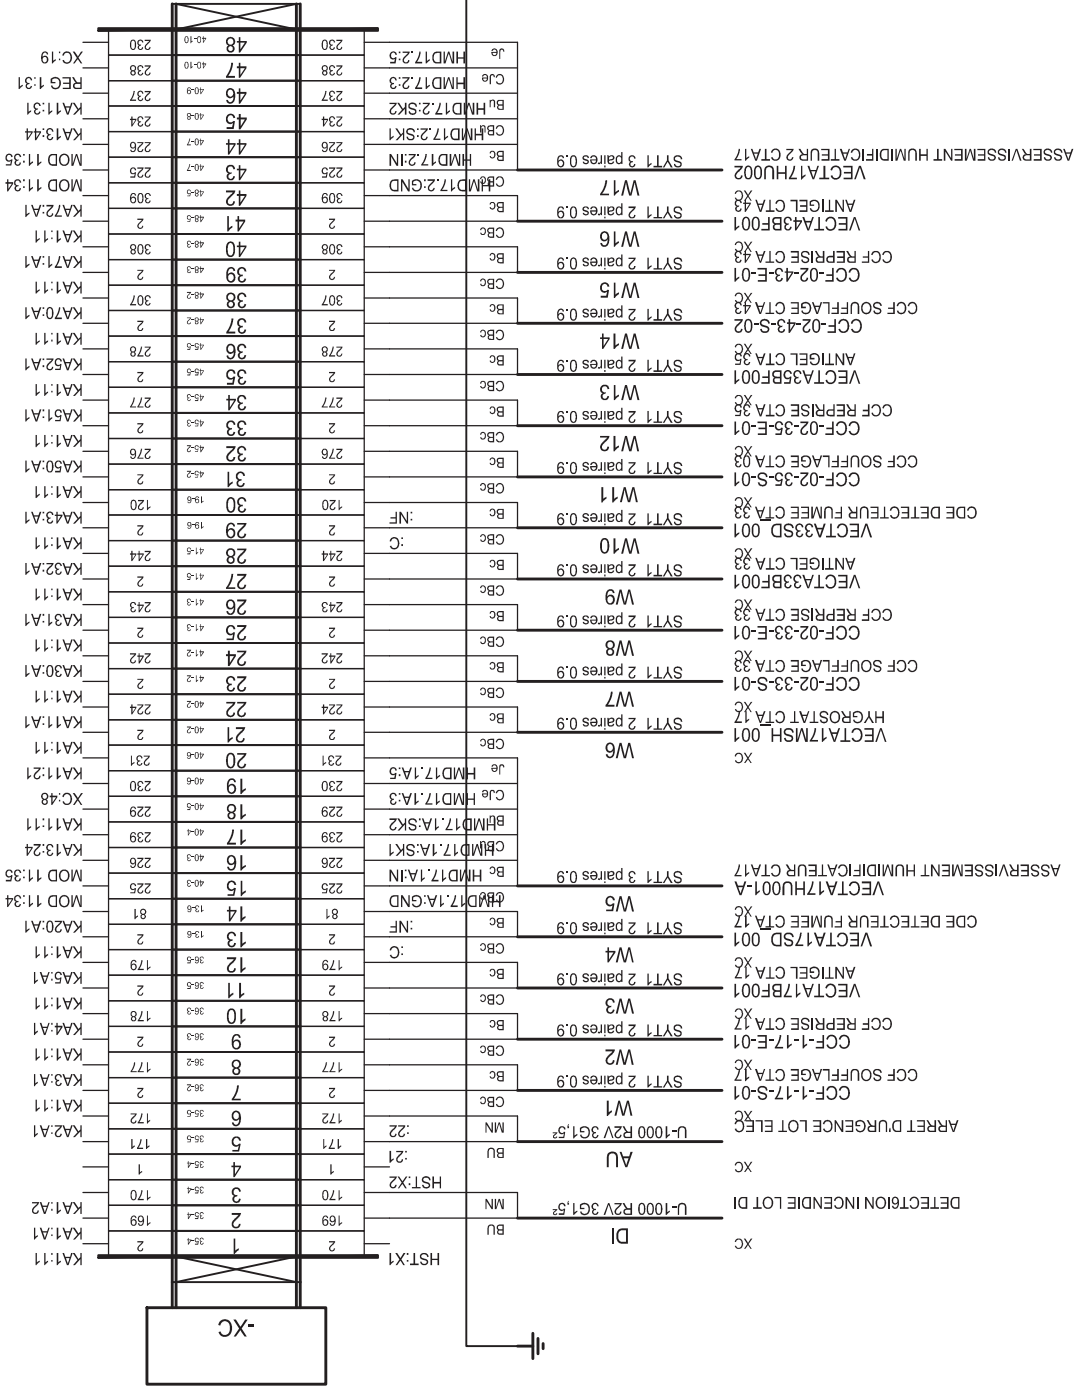 -XC
XC DI HST:X1 2 1 35-4 2 KA1:11
BU 169 2 35-4 169 KA1:A1
DETECT6ION INCENDIE LOT DI U-1000 R2V 3G1,5² MN HST:X2 170 3 35-4 170 KA1:A2
XC AU 1 4 35-4 1
BU :21 171 5 35-5 171
ARRET D'URGENCE LOT ELEC U-1000 R2V 3G1,5² MN :22 172 6 35-5 172 KA2:A1
XC W1 CBc 2 7 36-2 2 KA1:11
CCF-1-17-S-01
CCF SOUFFLAGE CTA 17 SYT1 2 paires 0.9 Bc 177 8 36-2 177 KA3:A1
XC W2 CBc 2 9 36-3 2 KA1:11
CCF-1-17-E-01
CCF REPRISE CTA 17 SYT1 2 paires 0.9 Bc 178 10 36-3 178 KA4:A1
XC W3 CBc 2 11 36-5 2 KA1:11
VECTA17BF001
ANTIGEL CTA 17 SYT1 2 paires 0.9 Bc 179 12 36-5 179 KA5:A1
XC W4 CBc :C 2 13 13-6 2 KA1:11
VECTA17SD_001
CDE DETECTEUR FUMEE CTA 17 SYT1 2 paires 0.9 Bc :NF 81 14 13-6 81 KA20:A1
XC W5 CBc HMD17.1A:GND 225 15 40-3 225 MOD 11:34
VECTA17HU001-A
ASSERVISSEMENT HUMIDIFICATEUR CTA17 SYT1 3 paires 0.9 Bc HMD17.1A:IN 226 16 40-3 226 MOD 11:35
CBu HMD17.1A:SK1 239 17 40-4 239 KA13:24
Bu HMD17.1A:SK2 229 18 40-5 229 KA11:11
CJe HMD17.1A:3 230 19 40-6 230 XC:48
Je HMD17.1A:5 231 20 40-6 231 KA11:21
XC W6 CBc 2 21 40-2 2 KA1:11
VECTA17MSH_001
HYGROSTAT CTA 17 SYT1 2 paires 0.9 Bc 224 22 40-2 224 KA11:A1
W7 CBc 2 23 41-2 2 KA1:11
CCF-02-33-S-01
CCF SOUFFLAGE CTA 33 SYT1 2 paires 0.9 Bc 242 24 41-2 242 KA30:A1
XC W8 CBc 2 25 41-3 2 KA1:11
CCF-02-33-E-01
CCF REPRISE CTA 33 SYT1 2 paires 0.9 Bc 243 26 41-3 243 KA31:A1
XC W9 CBc 2 27 41-5 2 KA1:11
VECTA33BF001
ANTIGEL CTA 33 SYT1 2 paires 0.9 Bc 244 28 41-5 244 KA32:A1
XC W10 CBc :C 2 29 19-6 2 KA1:11
VECTA33SD_001
CDE DETECTEUR FUMEE CTA 33 SYT1 2 paires 0.9 Bc :NF 120 30 19-6 120 KA43:A1
XC W11 CBc 2 31 45-2 2 KA1:11
CCF-02-35-S-01
CCF SOUFFLAGE CTA 03 SYT1 2 paires 0.9 Bc 276 32 45-2 276 KA50:A1
XC W12 CBc 2 33 45-3 2 KA1:11
CCF-02-35-E-01
CCF REPRISE CTA 35 SYT1 2 paires 0.9 Bc 277 34 45-3 277 KA51:A1
XC W13 CBc 2 35 45-5 2 KA1:11
VECTA35BF001
ANTIGEL CTA 35 SYT1 2 paires 0.9 Bc 278 36 45-5 278 KA52:A1
XC W14 CBc 2 37 48-2 2 KA1:11
CCF-02-43-S-02
CCF SOUFFLAGE CTA 43 SYT1 2 paires 0.9 Bc 307 38 48-2 307 KA70:A1
XC W15 CBc 2 39 48-3 2 KA1:11
CCF-02-43-E-01
CCF REPRISE CTA 43 SYT1 2 paires 0.9 Bc 308 40 48-3 308 KA71:A1
XC W16 CBc 2 41 48-5 2 KA1:11
VECTA43BF001
ANTIGEL CTA 43 SYT1 2 paires 0.9 Bc 309 42 48-5 309 KA72:A1
XC W17 CBc HMD17.2:GND 225 43 40-7 225 MOD 11:34
VECTA17HU002
ASSERVISSEMENT HUMIDIFICATEUR 2 CTA17 SYT1 3 paires 0.9 Bc HMD17.2:IN 226 44 40-7 226 MOD 11:35
CBu HMD17.2:SK1 234 45 40-8 234 KA13:44
Bu HMD17.2:SK2 237 46 40-9 237 KA11:31
CJe HMD17.2:3 238 47 40-10 238 REG 1:31
Je HMD17.2:5 230 48 40-10 230 XC:19